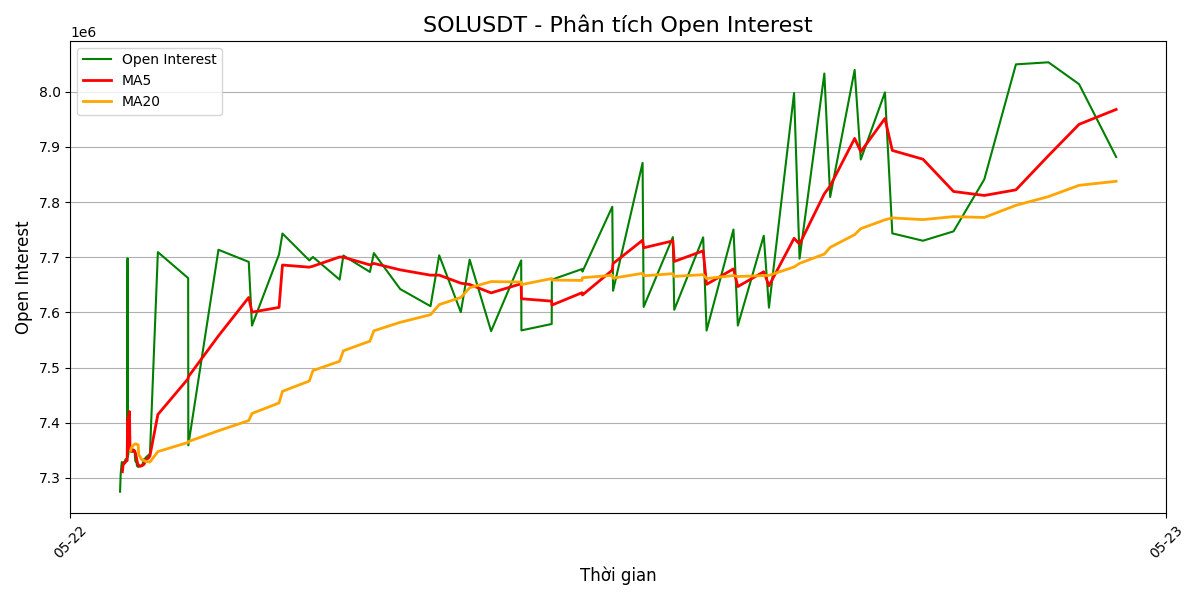 SOLUSDT - Phân tích Open Interest
1e6
Open Interest
MA5
MA20
8.0
7.9
7.8
7.7
7.6
7.5
7.4
7.3
Open Interest
05-22
05-23
Thời gian